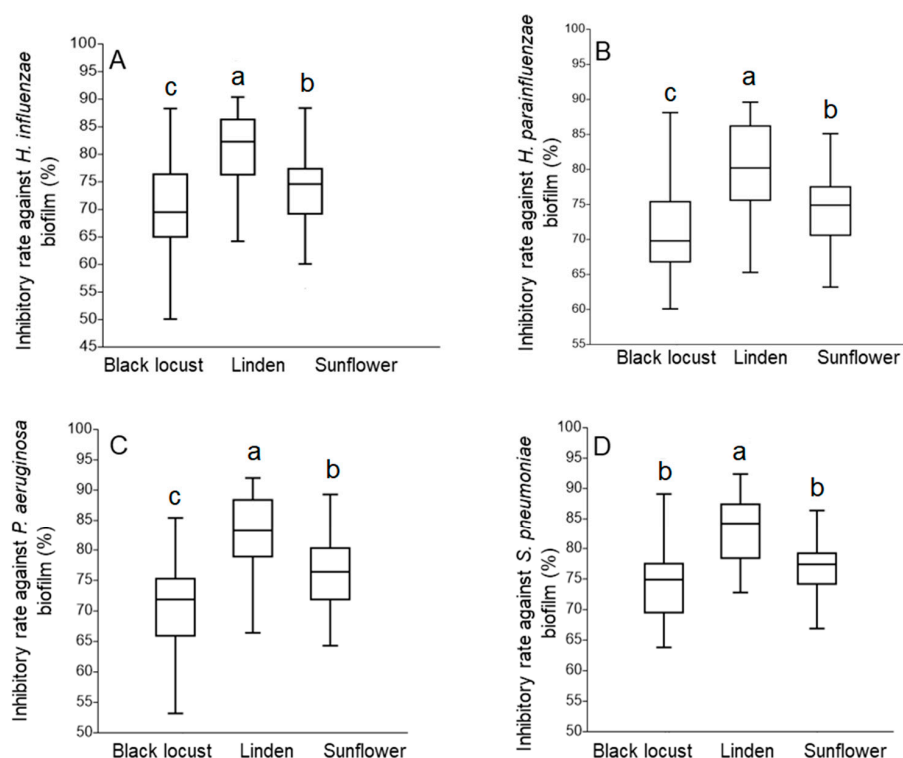 A
Inhibitory rate against H. influenzae
biofilm (%)
100
95
90
85
80
75
70
65
60
55
50
45
c
a
b
Black locust
Linden
Sunflower
B
Inhibitory rate against H. parainfluenzae
biofilm (%)
100
95
90
85
80
75
70
65
60
55
c
a
b
Black locust
Linden
Sunflower
C
Inhibitory rate against P. aeruginosa
biofilm (%)
100
95
90
85
80
75
70
65
60
55
50
c
a
b
Black locust
Linden
Sunflower
D
Inhibitory rate against S. pneumoniae
biofilm (%)
100
95
90
85
80
75
70
65
60
55
50
b
a
b
Black locust
Linden
Sunflower